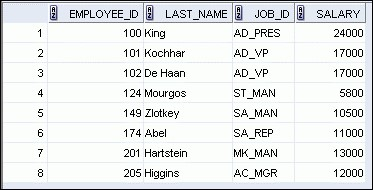 EMPLOYEE_ID LAST_NAME JOB_ID SALARY
1 100 King AD_PRES 24000
2 101 Kochhar AD_VP 17000
3 102 De Haan AD_VP 17000
4 124 Mourgos ST_MAN 5800
5 149 Zlotkey SA_MAN 10500
6 174 Abel SA_REP 11000
7 201 Hartstein MK_MAN 13000
8 205 Higgins AC_MGR 12000